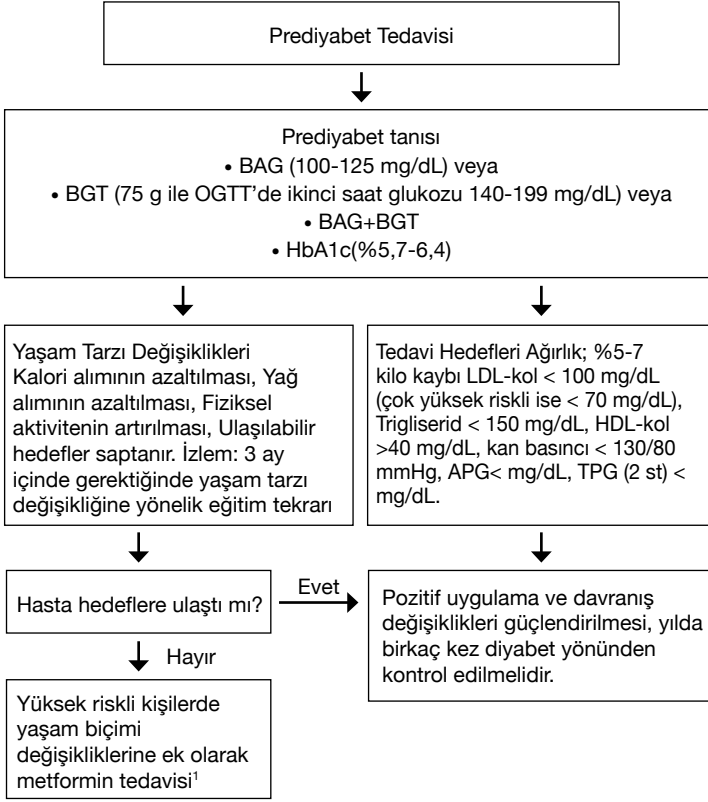 Prediyabet Tedavisi
Prediyabet tanısı
• BAG (100-125 mg/dL) veya
• BGT (75 g ile OGTT’de ikinci saat glukozu 140-199 mg/dL) veya
• BAG+BGT
• HbA1c(%5,7-6,4)
Yaşam Tarzı Değişiklikleri
Kalori alımının azaltılması, Yağ
alımının azaltılması, Fiziksel
aktivitenin artırılması, Ulaşılabilir
hedefler saptanır. İzlem: 3 ay
içinde gerektiğinde yaşam tarzı
değişikliğine yönelik eğitim tekrarı
Tedavi Hedefleri Ağırlık; %5-7
kilo kaybı LDL-kol < 100 mg/dL
(çok yüksek riskli ise < 70 mg/dL),
Trigliserid < 150 mg/dL, HDL-kol
>40 mg/dL, kan basıncı < 130/80
mmHg, APG< mg/dL, TPG (2 st) <
mg/dL.
Hasta hedeflere ulaştı mı?
Evet
Pozitif uygulama ve davranış
değişiklikleri güçlendirilmesi, yılda
birkaç kez diyabet yönünden
kontrol edilmelidir.
Hayır
Yüksek riskli kişilerde
yaşam biçimi
değişikliklerine ek olarak
metformin tedavisi¹